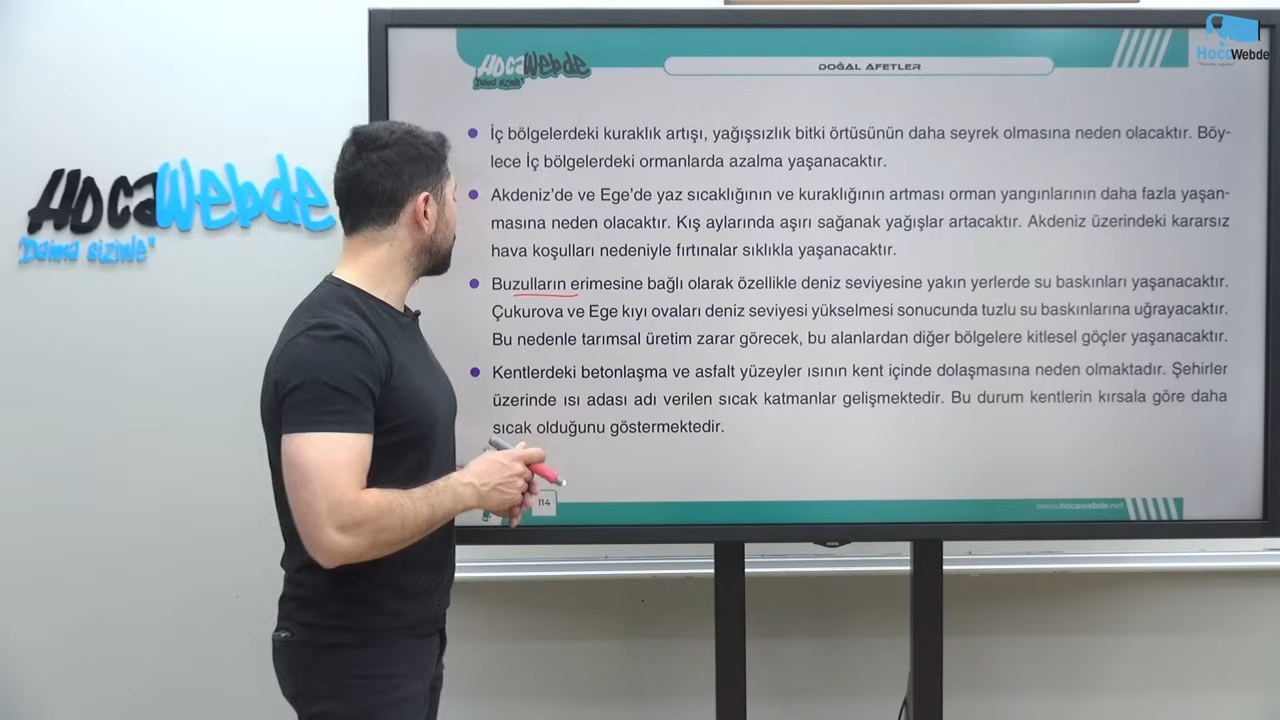 HocaWebde
HocaWebde
"Daima sizinle"
DOĞAL AFETLER
HocaWebde
"Daima sizinle"
İç bölgelerdeki kuraklık artışı, yağışsızlık bitki örtüsünün daha seyrek olmasına neden olacaktır. Böy-
lece İç bölgelerdeki ormanlarda azalma yaşanacaktır.
Akdeniz'de ve Ege'de yaz sıcaklığının ve kuraklığının artması orman yangınlarının daha fazla yaşan-
masına neden olacaktır. Kış aylarında aşırı sağanak yağışlar artacaktır. Akdeniz üzerindeki kararsız
hava koşulları nedeniyle fırtınalar sıklıkla yaşanacaktır.
Buzulların erimesine bağlı olarak özellikle deniz seviyesine yakın yerlerde su baskınları yaşanacaktır.
Çukurova ve Ege kıyı ovaları deniz seviyesi yükselmesi sonucunda tuzlu su baskınlarına uğrayacaktır.
Bu nedenle tarımsal üretim zarar görecek, bu alanlardan diğer bölgelere kitlesel göçler yaşanacaktır.
Kentlerdeki betonlaşma ve asfalt yüzeyler ısının kent içinde dolaşmasına neden olmaktadır. Şehirler
üzerinde ısı adası adı verilen sıcak katmanlar gelişmektedir. Bu durum kentlerin kırsala göre daha
sıcak olduğunu göstermektedir.
114
www.hocawebde.net